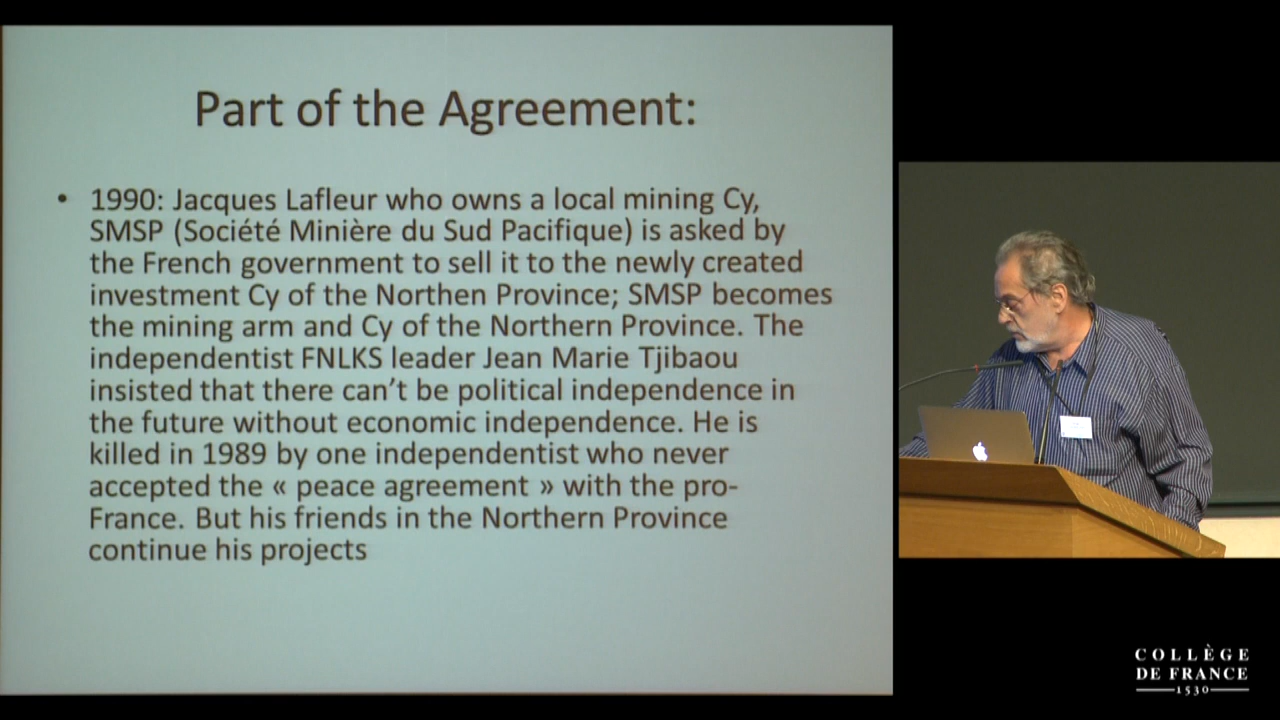 Part of the Agreement:
• 1990: Jacques Lafleur who owns a local mining Cy,
SMSP (Société Minière du Sud Pacifique) is asked by
the French government to sell it to the newly created
investment Cy of the Northen Province; SMSP becomes
the mining arm and Cy of the Northern Province. The
independentist FNLKS leader Jean Marie Tjibaou
insisted that there can’t be political independence in
the future without economic independence. He is
killed in 1989 by one independentist who never
accepted the « peace agreement » with the pro-
France. But his friends in the Northern Province
continue his projects
COLLÈGE
DE FRANCE
1530